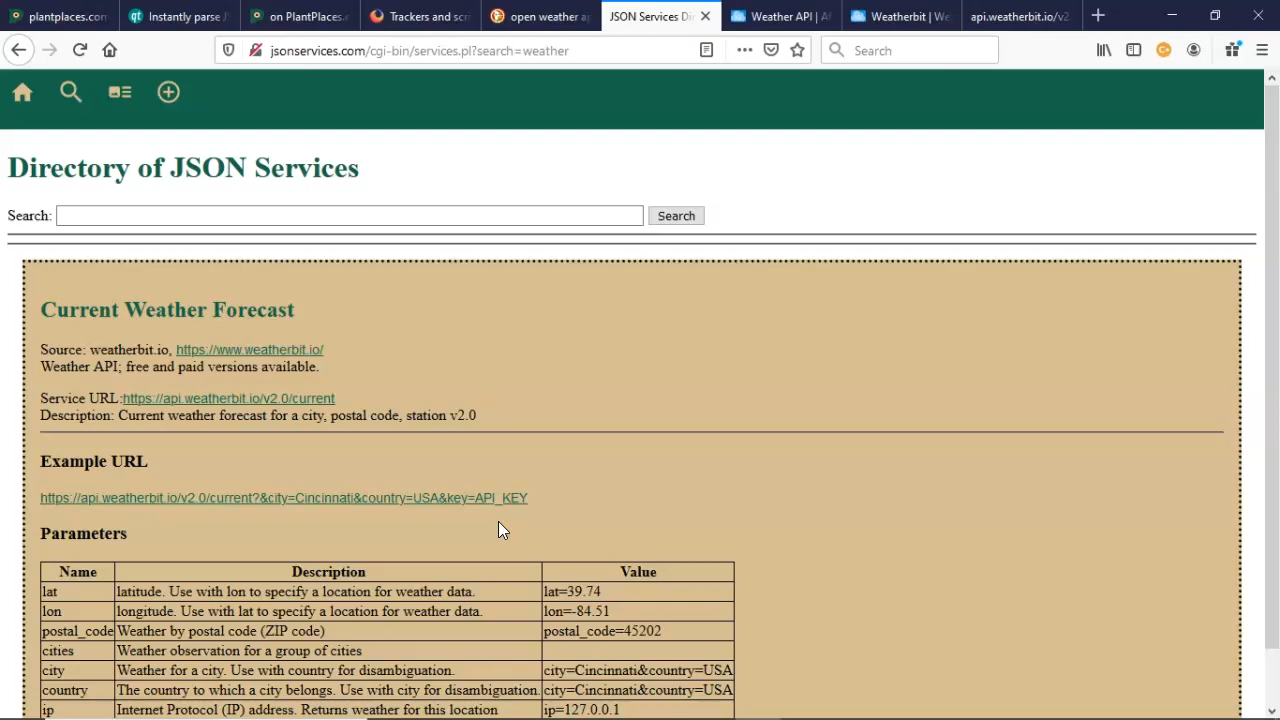 plantplaces.com
Instantly parse J
on PlantPlaces.c
Trackers and scr
open weather ap
JSON Services Dir
Weather API | A
Weatherbit | We
api.weatherbit.io/v2
jsonservices.com/cgi-bin/services.pl?search=weather
Search
Directory of JSON Services
Search:
Search
Current Weather Forecast
Source: weatherbit.io, https://www.weatherbit.io/
Weather API; free and paid versions available.
Service URL:https://api.weatherbit.io/v2.0/current
Description: Current weather forecast for a city, postal code, station v2.0
Example URL
https://api.weatherbit.io/v2.0/current?&city=Cincinnati&country=USA&key=API_KEY
Parameters
Name Description Value
lat latitude. Use with lon to specify a location for weather data. lat=39.74
lon longitude. Use with lat to specify a location for weather data. lon=-84.51
postal_code Weather by postal code (ZIP code) postal_code=45202
cities Weather observation for a group of cities
city Weather for a city. Use with country for disambiguation. city=Cincinnati&country=USA
country The country to which a city belongs. Use with city for disambiguation. city=Cincinnati&country=USA
ip Internet Protocol (IP) address. Returns weather for this location ip=127.0.0.1